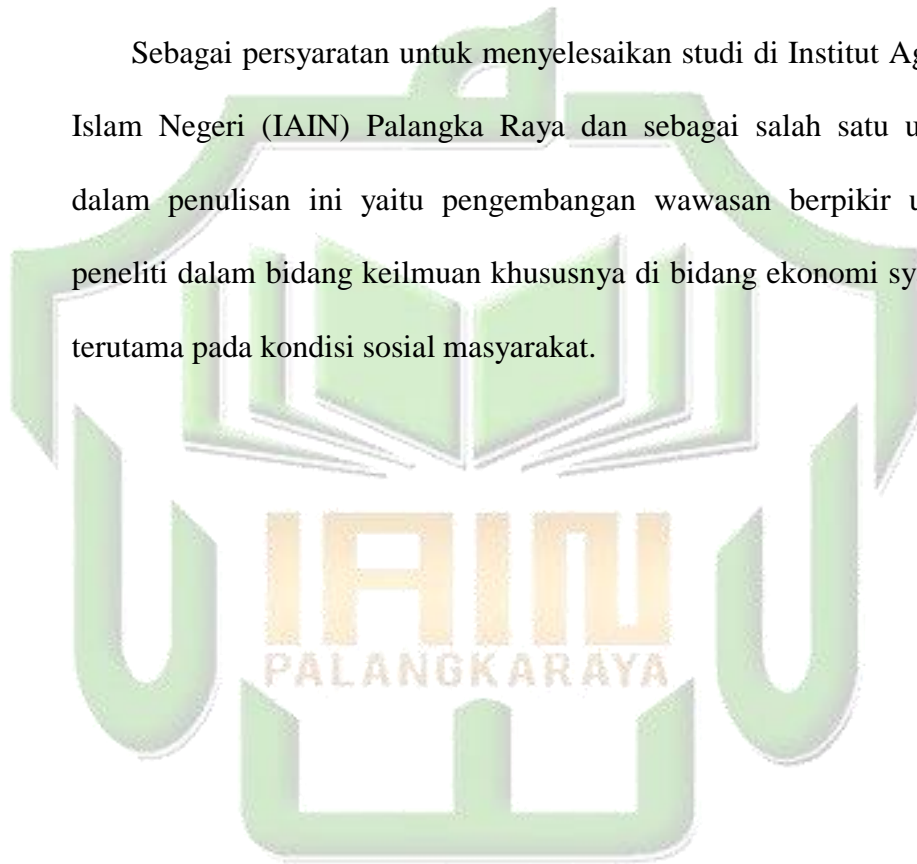 Sebagai persyaratan untuk menyelesaikan studi di Institut Ag
Islam Negeri (IAIN) Palangka Raya dan sebagai salah satu u
dalam penulisan ini yaitu pengembangan wawasan berpikir u
peneliti dalam bidang keilmuan khususnya di bidang ekonomi sy
terutama pada kondisi sosial masyarakat.
IAIN
PALANGKARAYA